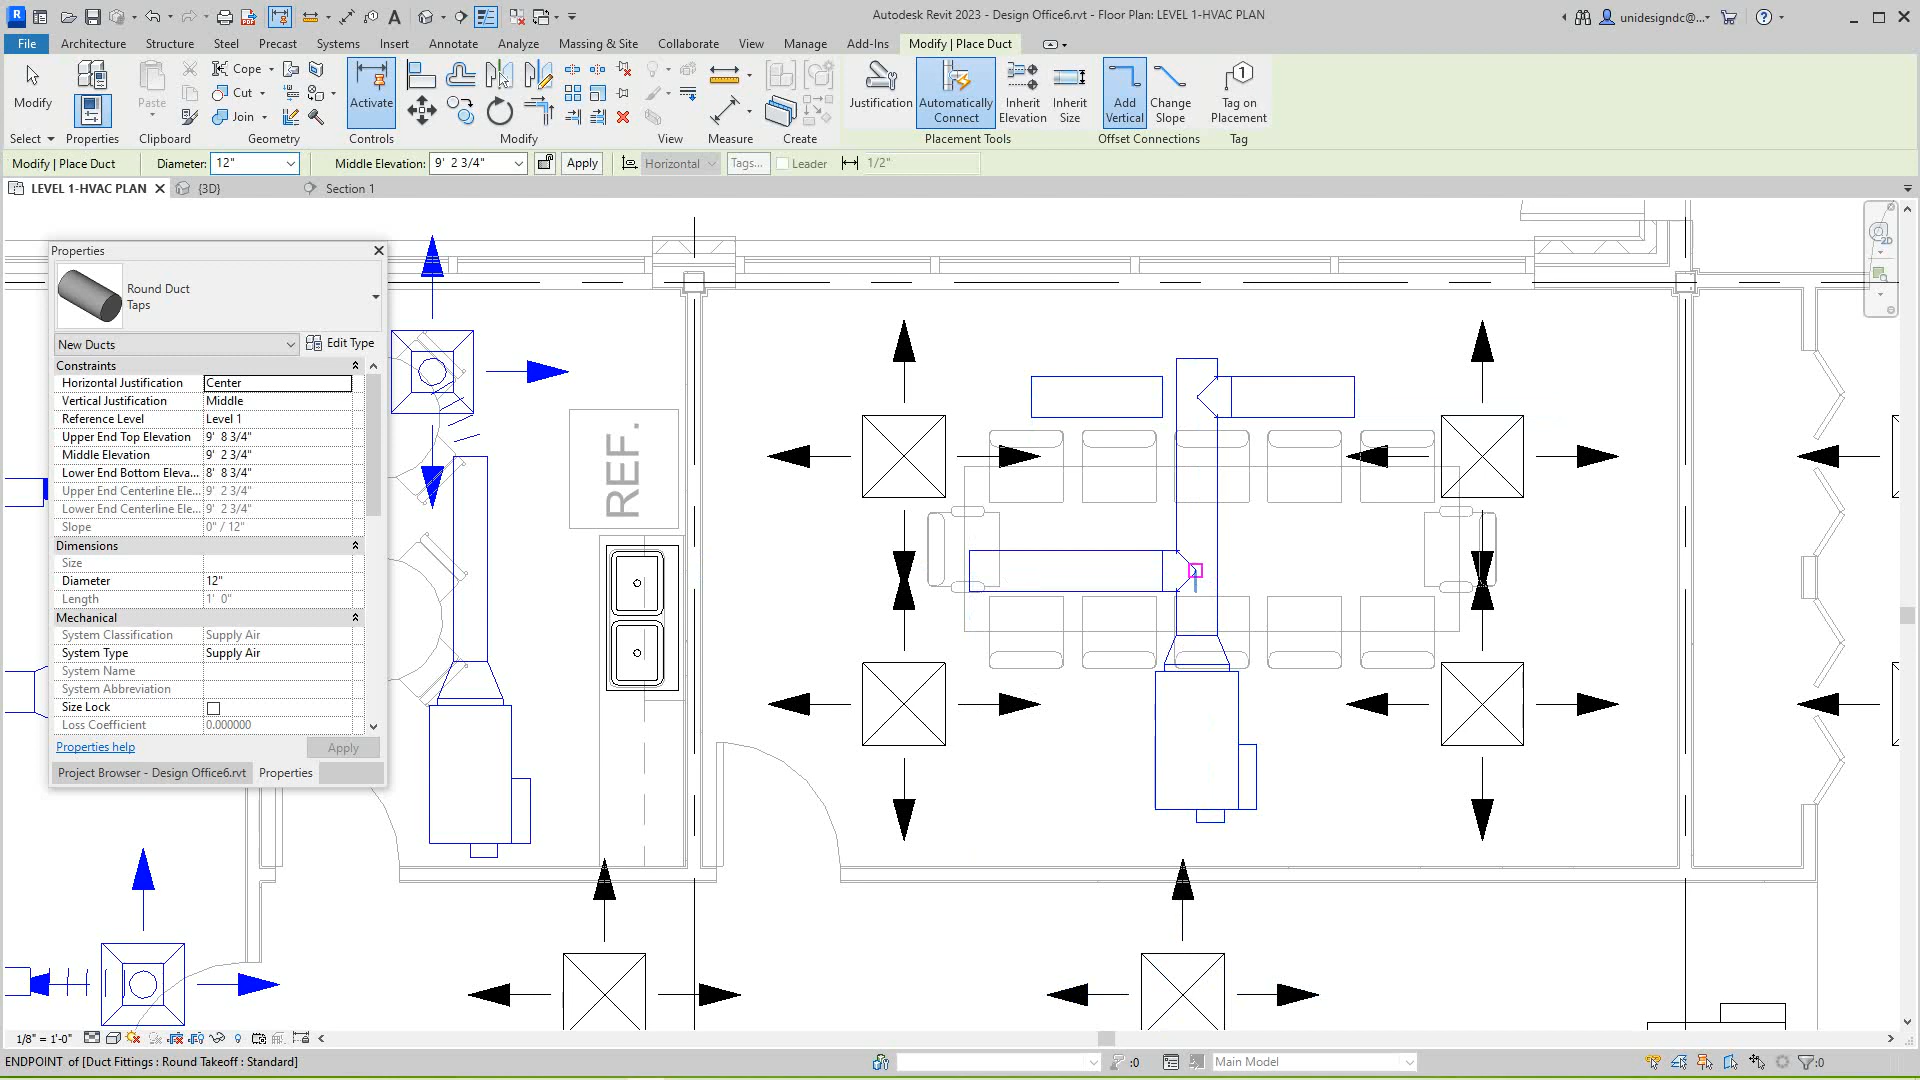 Autodesk Revit 2023 - Design Office6.rvt - Floor Plan: LEVEL 1-HVAC PLAN
unidesigndc@...
File Architecture Structure Steel Precast Systems Insert Annotate Analyze Massing & Site Collaborate View Manage Add-Ins Modify | Place Duct
Modify
Paste
Cope
Cut
Join
Activate
Justification
Automatically Connect
Inherit Elevation
Inherit Size
Add Vertical
Change Slope
Tag on Placement
Select Properties Clipboard Geometry Controls Modify View Measure Create Placement Tools Offset Connections Tag
Modify | Place Duct Diameter: 12" Middle Elevation: 9' 2 3/4" Apply Horizontal Tags... Leader 1/2"
LEVEL 1-HVAC PLAN {3D} Section 1
Properties
Round Duct
Taps
New Ducts Edit Type
Constraints
Horizontal Justification Center
Vertical Justification Middle
Reference Level Level 1
Upper End Top Elevation 9' 8 3/4"
Middle Elevation 9' 2 3/4"
Lower End Bottom Eleva... 8' 8 3/4"
Upper End Centerline Ele... 9' 2 3/4"
Lower End Centerline Ele... 9' 2 3/4"
Slope 0" / 12"
Dimensions
Size
Diameter 12"
Length 1' 0"
Mechanical
System Classification Supply Air
System Type Supply Air
System Name
System Abbreviation
Size Lock
Loss Coefficient 0.000000
Properties help Apply
Project Browser - Design Office6.rvt Properties
REF.
2D
1/8" = 1'-0"
ENDPOINT of [Duct Fittings : Round Takeoff : Standard] :0 Main Model :0